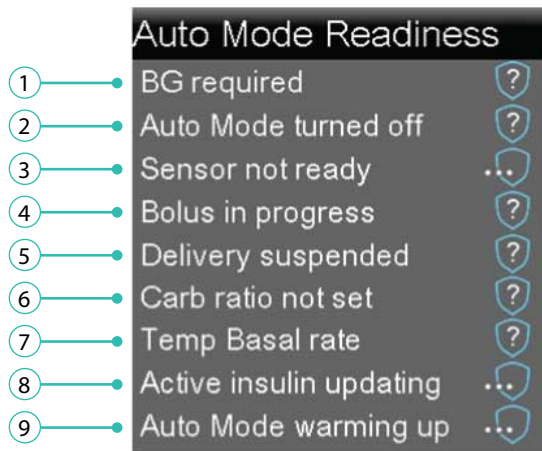 Auto Mode Readiness
1 BG required ?
2 Auto Mode turned off ?
3 Sensor not ready ...
4 Bolus in progress ?
5 Delivery suspended ?
6 Carb ratio not set ?
7 Temp Basal rate ?
8 Active insulin updating ...
9 Auto Mode warming up ...